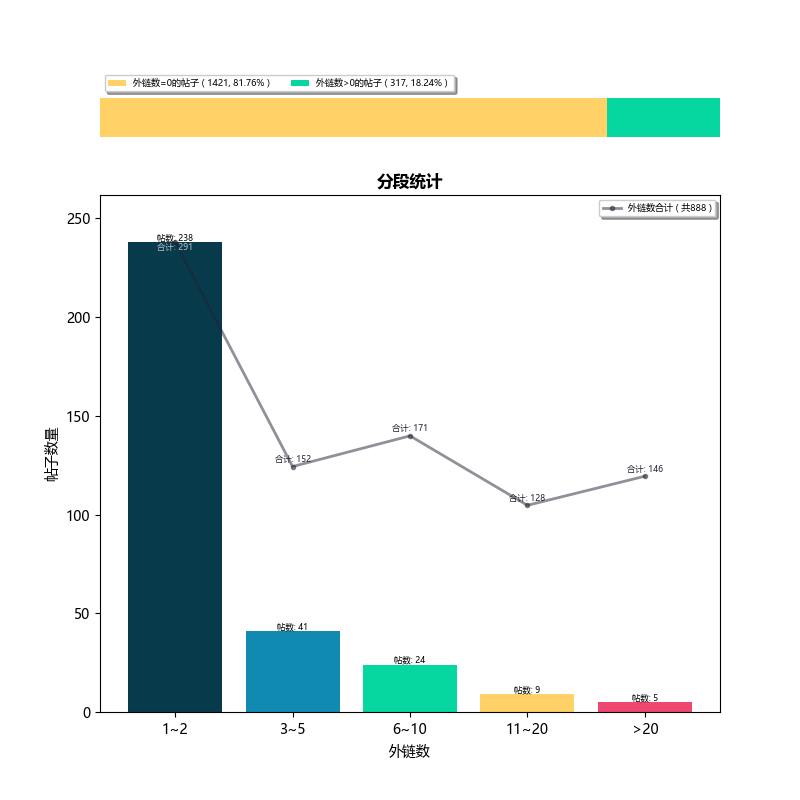 外链数=0的帖子 ( 1421, 81.76% )
外链数>0的帖子 ( 317, 18.24% )
分段统计
外链数合计 ( 共888 )
250
200
150
100
50
0
帖子数量
帖数: 238
合计: 291
合计: 152
合计: 171
合计: 128
合计: 146
帖数: 41
帖数: 24
帖数: 9
帖数: 5
1~2
3~5
6~10
11~20
>20
外链数